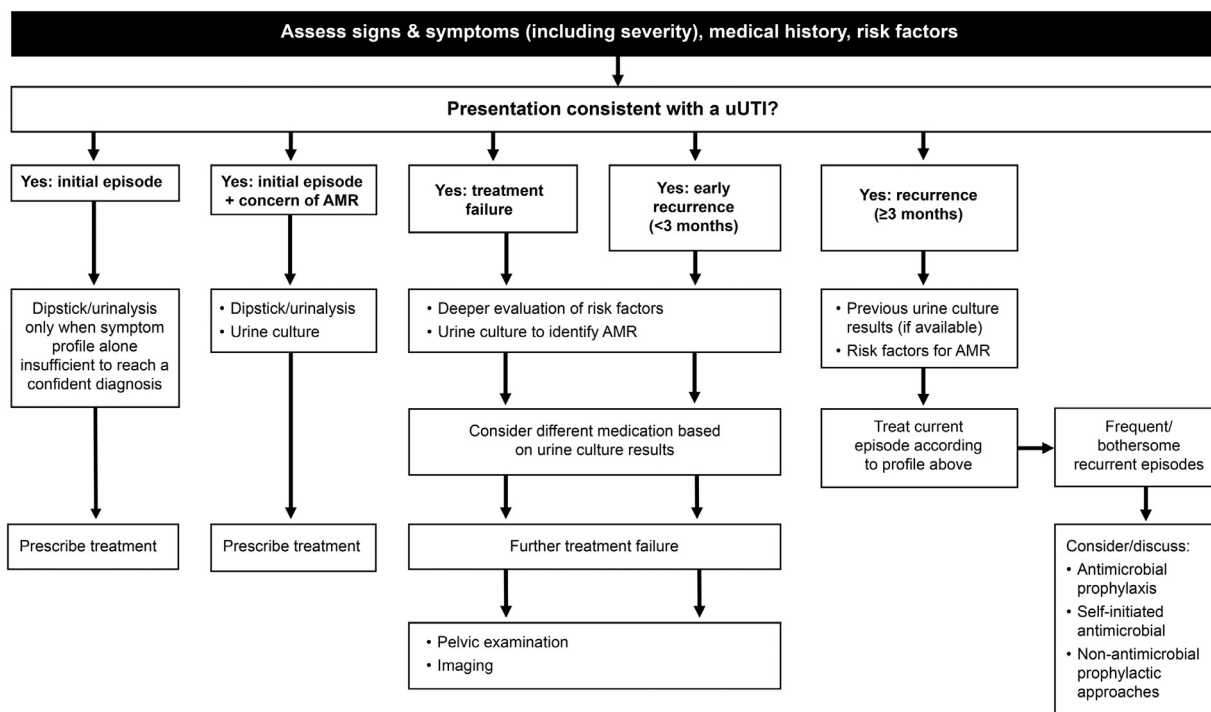 Assess signs & symptoms (including severity), medical history, risk factors
Presentation consistent with a uUTI?
Yes: initial episode
Yes: initial episode
+ concern of AMR
Yes: treatment
failure
Yes: early
recurrence
(<3 months)
Yes: recurrence
(≥3 months)
Dipstick/urinalysis
only when symptom
profile alone
insufficient to reach a
confident diagnosis
• Dipstick/urinalysis
• Urine culture
• Deeper evaluation of risk factors
• Urine culture to identify AMR
• Previous urine culture
results (if available)
• Risk factors for AMR
Consider different medication based
on urine culture results
Treat current
episode according
to profile above
Frequent/
bothersome
recurrent episodes
Prescribe treatment
Prescribe treatment
Further treatment failure
• Pelvic examination
• Imaging
Consider/discuss:
• Antimicrobial
prophylaxis
• Self-initiated
antimicrobial
• Non-antimicrobial
prophylactic
approaches